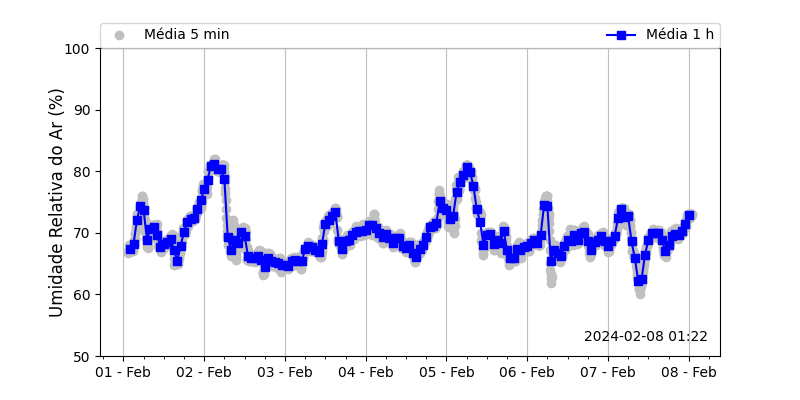 Média 5 min
Média 1 h
Umidade Relativa do Ar (%)
100
90
80
70
60
50
2024-02-08 01:22
01 - Feb
02 - Feb
03 - Feb
04 - Feb
05 - Feb
06 - Feb
07 - Feb
08 - Feb